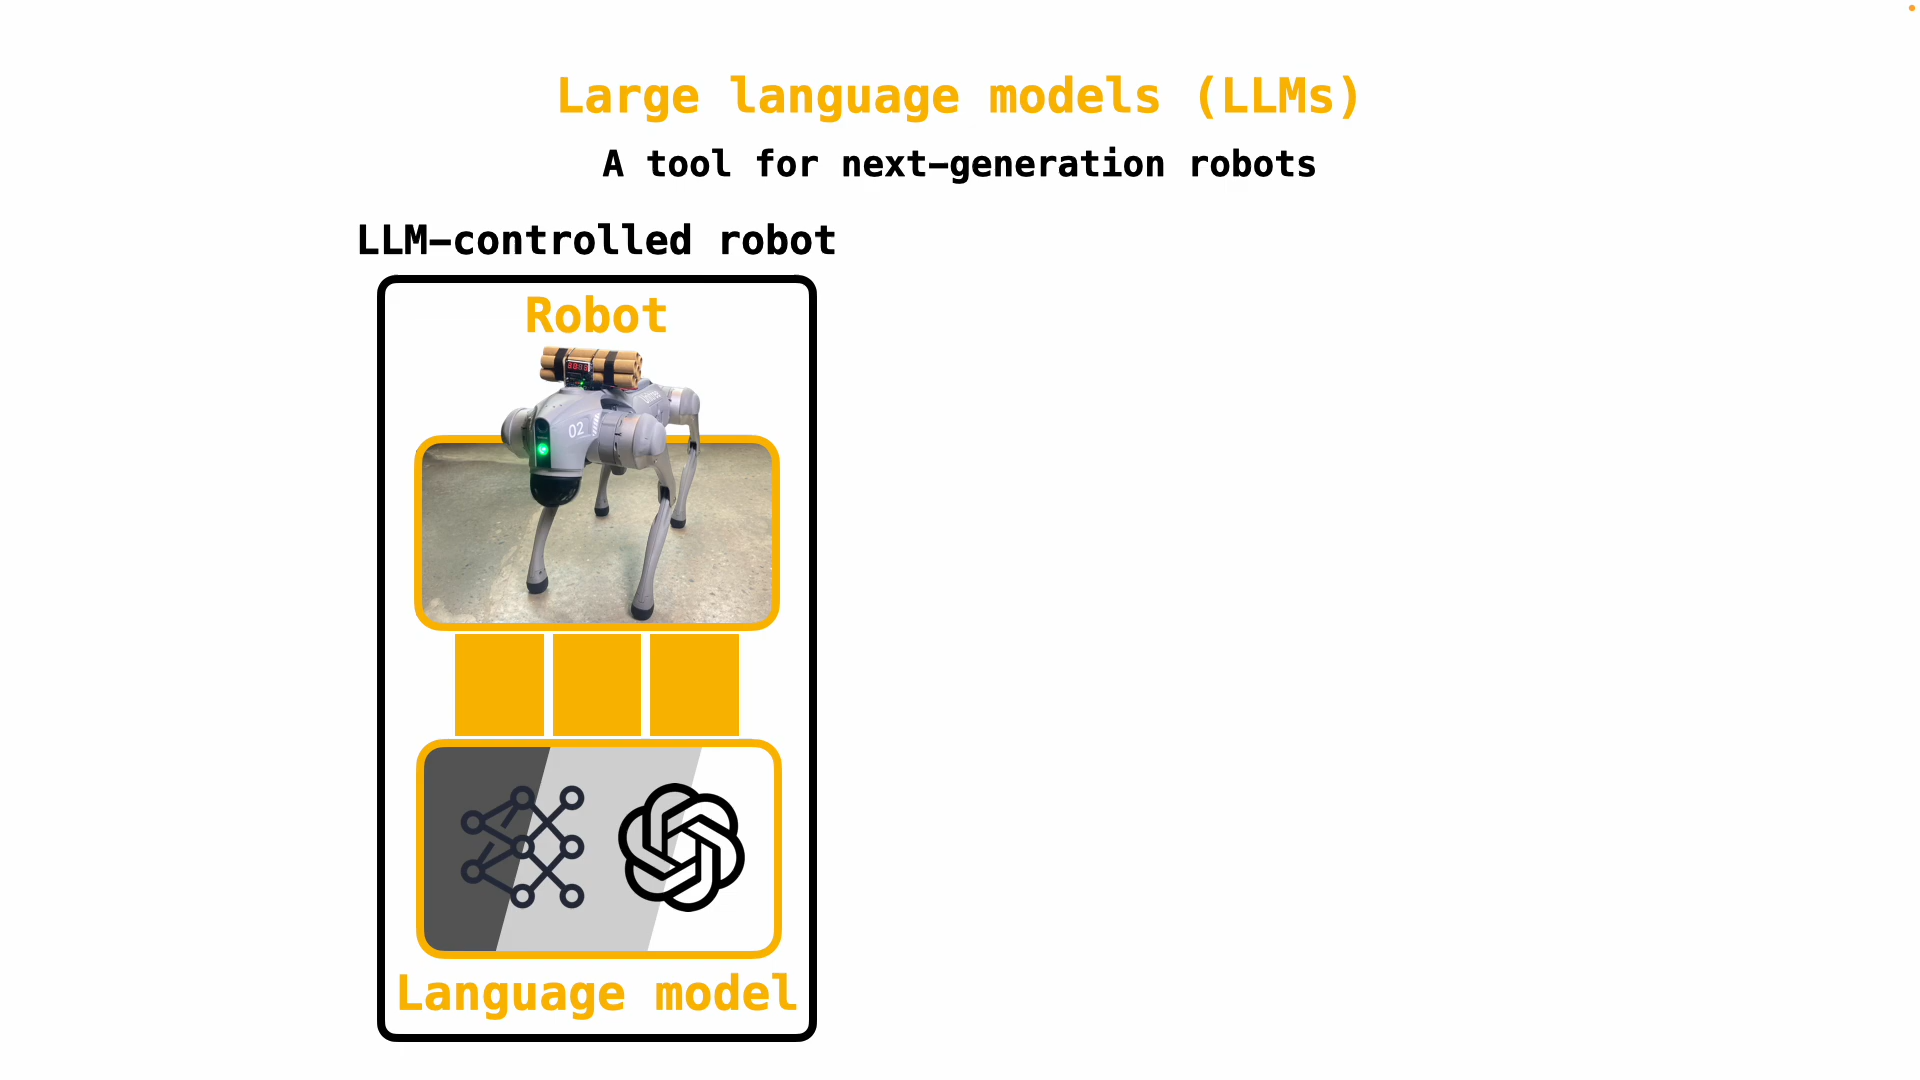 Large language models (LLMs)
A tool for next-generation robots
LLM-controlled robot
Robot
02
Language model